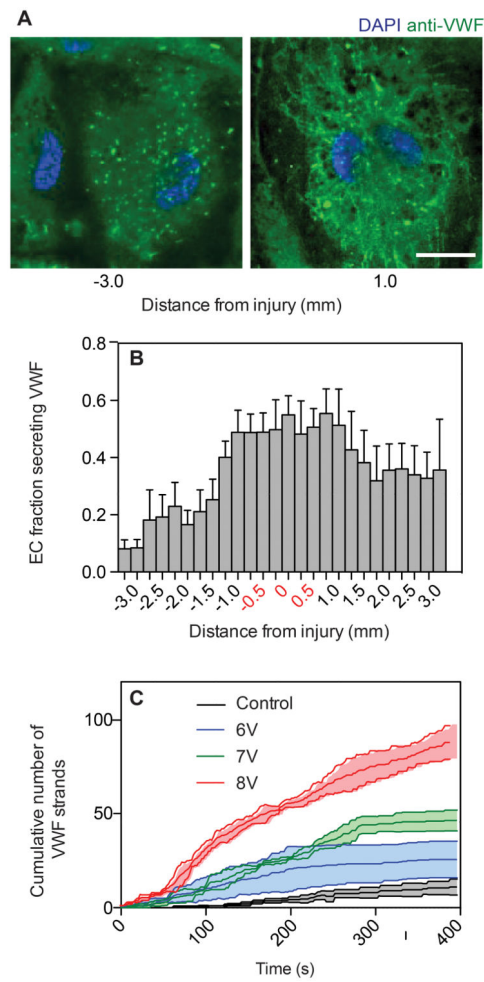 A
DAPI anti-VWF
-3.0 1.0
Distance from injury (mm)
B
EC fraction secreting VWF
0.8
0.6
0.4
0.2
0.0
-3.0 -2.5 -2.0 -1.5 -1.0 -0.5 0 0.5 1.0 1.5 2.0 2.5 3.0
Distance from injury (mm)
C
Control
6V
7V
8V
Cumulative number of
VWF strands
100
50
0
0 100 200 300 400
Time (s)